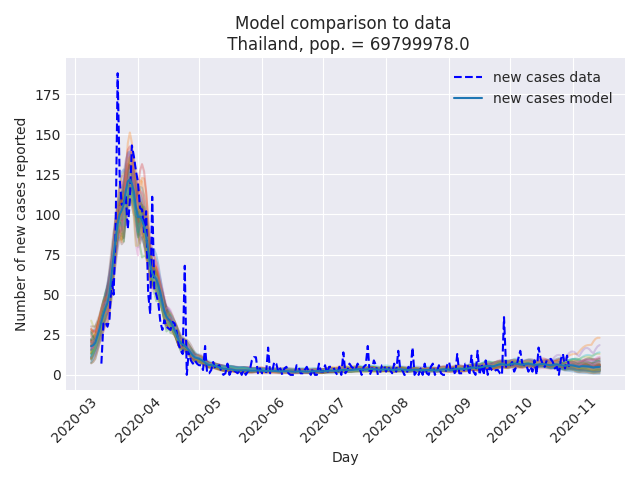 Model comparison to data
Thailand, pop. = 69799978.0
new cases data
new cases model
Number of new cases reported
175
150
125
100
75
50
25
0
2020-03
2020-04
2020-05
2020-06
2020-07
2020-08
2020-09
2020-10
2020-11
Day